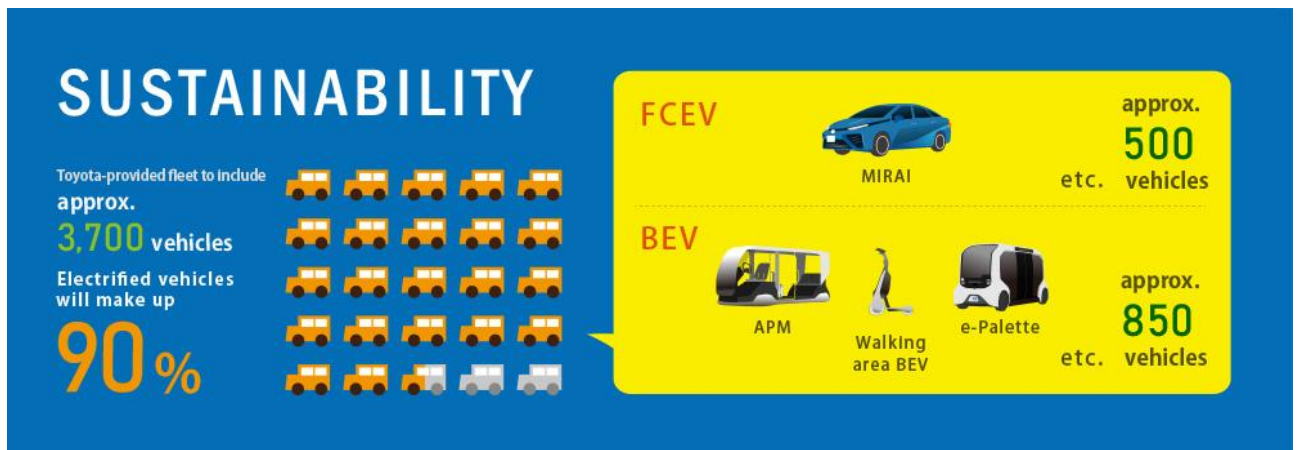 SUSTAINABILITY
Toyota-provided fleet to include
approx.
3,700 vehicles
Electrified vehicles
will make up
90%
FCEV
MIRAI
approx.
500
etc. vehicles
BEV
APM
Walking
area BEV
e-Palette
approx.
850
etc. vehicles